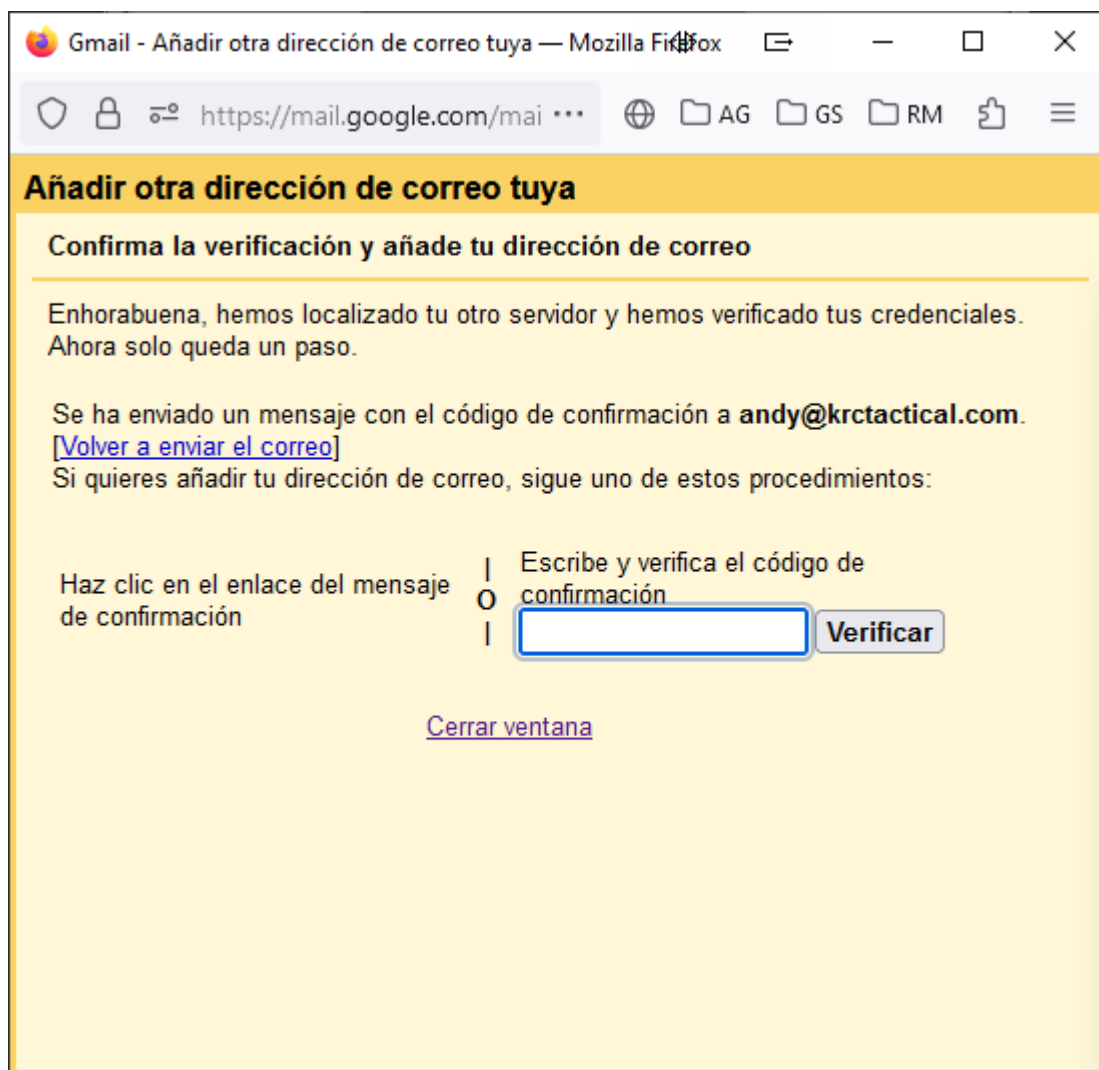 Gmail - Añadir otra dirección de correo tuya — Mozilla Firefox
https://mail.google.com/mai ···
AG
GS
RM
Añadir otra dirección de correo tuya
Confirma la verificación y añade tu dirección de correo
Enhorabuena, hemos localizado tu otro servidor y hemos verificado tus credenciales.
Ahora solo queda un paso.
Se ha enviado un mensaje con el código de confirmación a andy@krctactical.com.
[Volver a enviar el correo]
Si quieres añadir tu dirección de correo, sigue uno de estos procedimientos:
Haz clic en el enlace del mensaje
de confirmación
|
O
|
Escribe y verifica el código de
confirmación
Verificar
Cerrar ventana